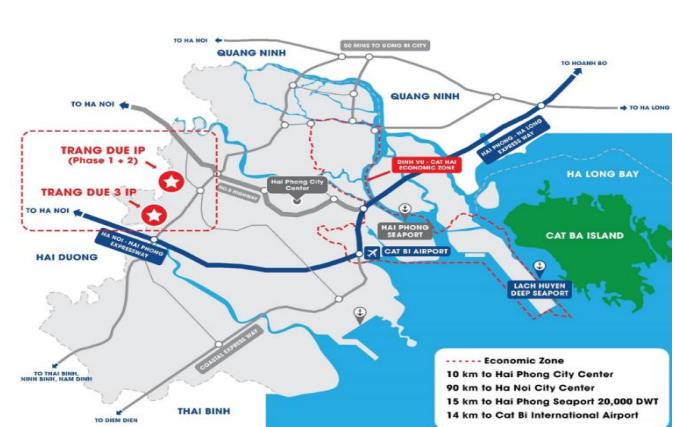 TO HA NOI
50 MINS TO UONG BI CITY
QUANG NINH
TO HOANH BO
TO HA NOI
QUANG NINH
TO HA LONG
HAI PHONG - HA LONG
EXPRESS WAY
TRANG DUE IP
(Phase 1 + 2)
DINH VU - CAT HAI
ECONOMIC ZONE
HA LONG BAY
TRANG DUE 3 IP
Hai Phong City
Center
NO.5 HIGHWAY
TO HA NOI
HAI PHONG
SEAPORT
CAT BA ISLAND
HA NOI - HAI PHONG
EXPRESSWAY
CAT BI AIRPORT
HAI DUONG
LACH HUYEN
DEEP SEAPORT
COASTAL EXPRESS WAY
Economic Zone
10 km to Hai Phong City Center
90 km to Ha Noi City Center
15 km to Hai Phong Seaport 20,000 DWT
14 km to Cat Bi International Airport
TO THAI BINH,
NINH BINH, NAM DINH
THAI BINH
TO DIEM DIEN